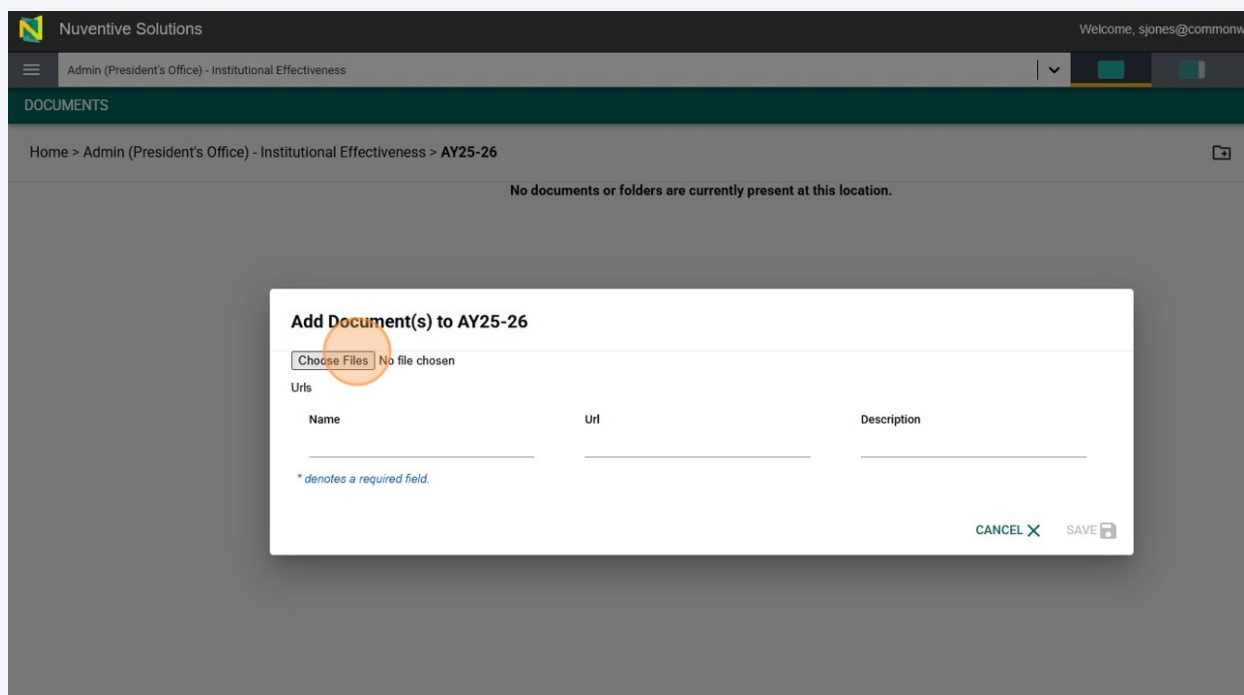 Nuventive Solutions
Welcome, sjones@commonw
Admin (President's Office) - Institutional Effectiveness
DOCUMENTS
Home > Admin (President's Office) - Institutional Effectiveness > AY25-26
No documents or folders are currently present at this location.
Add Document(s) to AY25-26
Choose Files No file chosen
Urls
Name Url Description
* denotes a required field.
CANCEL SAVE